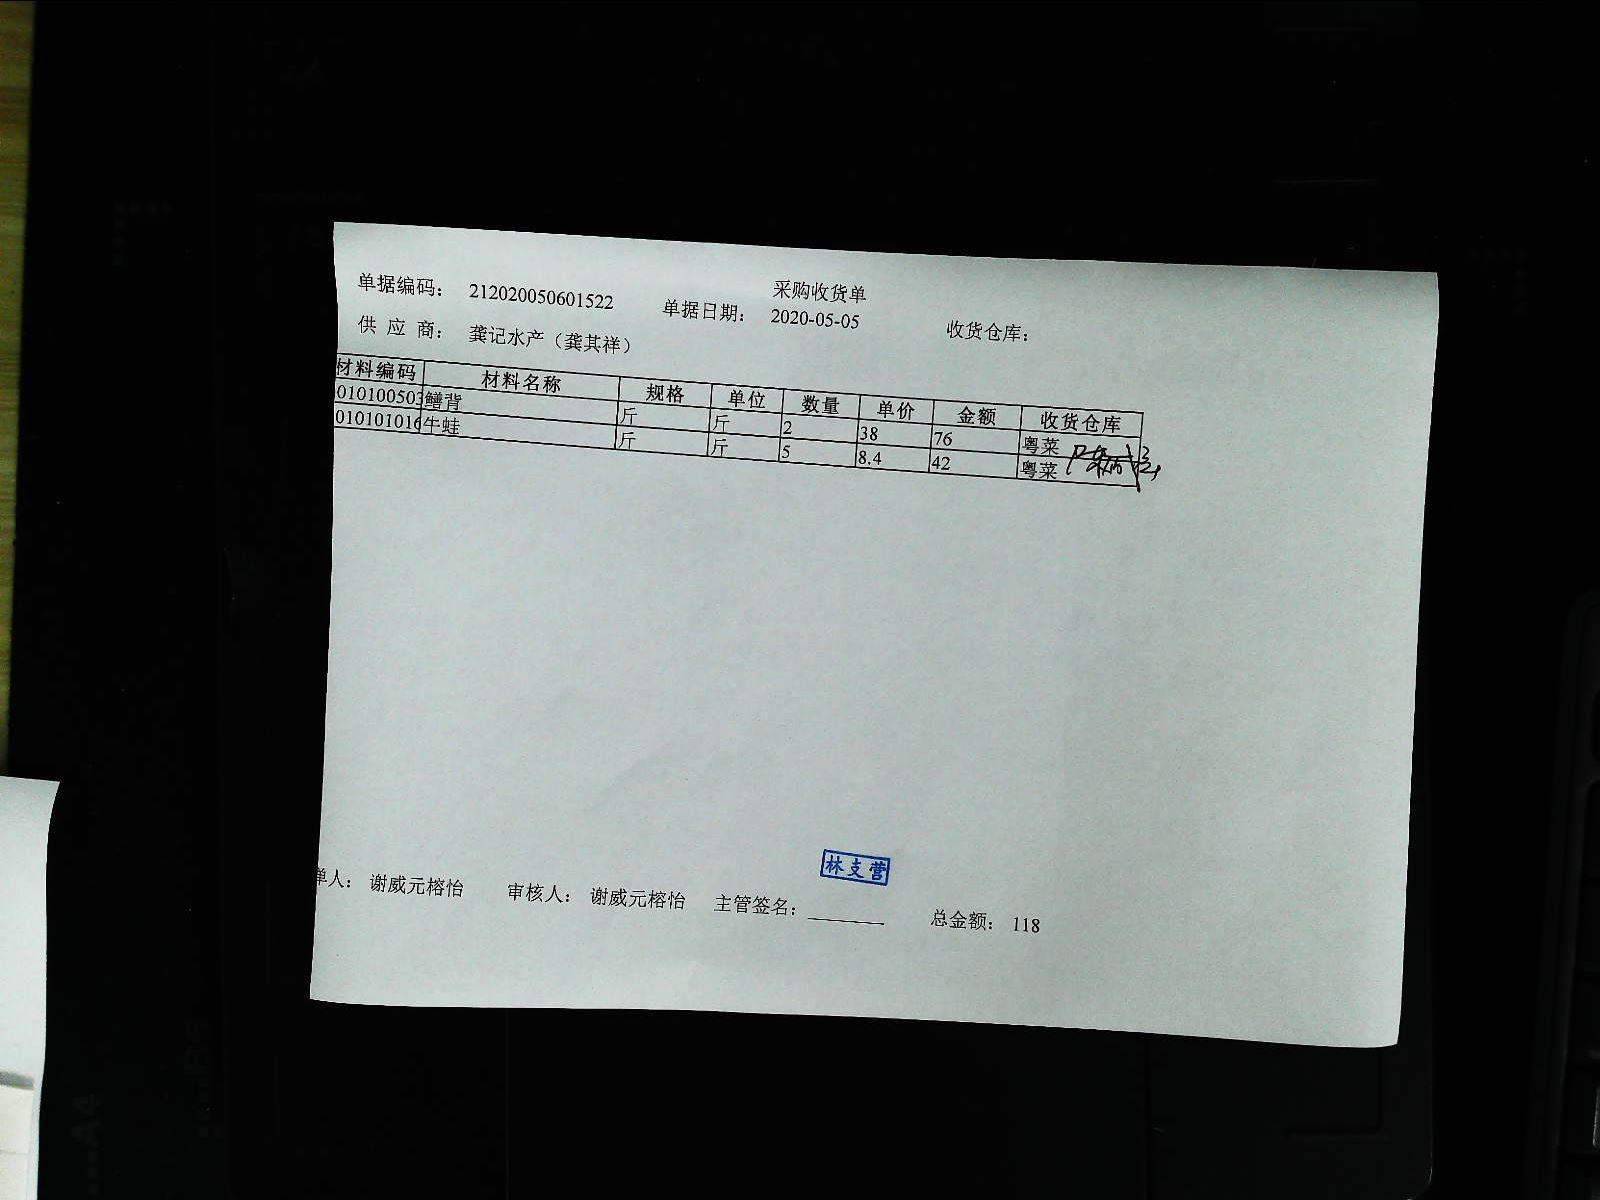 采购收货单
单据编码： 212020050601522 单据日期： 2020-05-05 收货仓库：
供 应 商： 龚记水产（龚其祥）
材料编码 材料名称 规格 单位 数量 单价 金额 收货仓库
010100503 鳝背 斤 斤 2 38 76 粤菜
010101016 牛蛙 斤 斤 5 8.4 42 粤菜
林支营
单人： 谢威元榕怡 审核人： 谢威元榕怡 主管签名： 总金额： 118